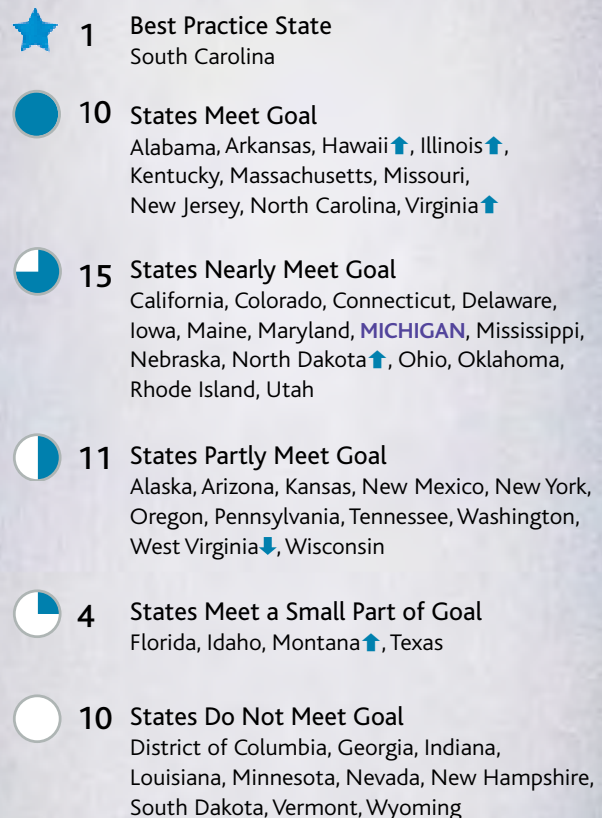 1 Best Practice State
South Carolina
10 States Meet Goal
Alabama, Arkansas, Hawaii⬆, Illinois⬆,
Kentucky, Massachusetts, Missouri,
New Jersey, North Carolina, Virginia⬆
15 States Nearly Meet Goal
California, Colorado, Connecticut, Delaware,
Iowa, Maine, Maryland, MICHIGAN, Mississippi,
Nebraska, North Dakota⬆, Ohio, Oklahoma,
Rhode Island, Utah
11 States Partly Meet Goal
Alaska, Arizona, Kansas, New Mexico, New York,
Oregon, Pennsylvania, Tennessee, Washington,
West Virginia⬇, Wisconsin
4 States Meet a Small Part of Goal
Florida, Idaho, Montana⬆, Texas
10 States Do Not Meet Goal
District of Columbia, Georgia, Indiana,
Louisiana, Minnesota, Nevada, New Hampshire,
South Dakota, Vermont, Wyoming